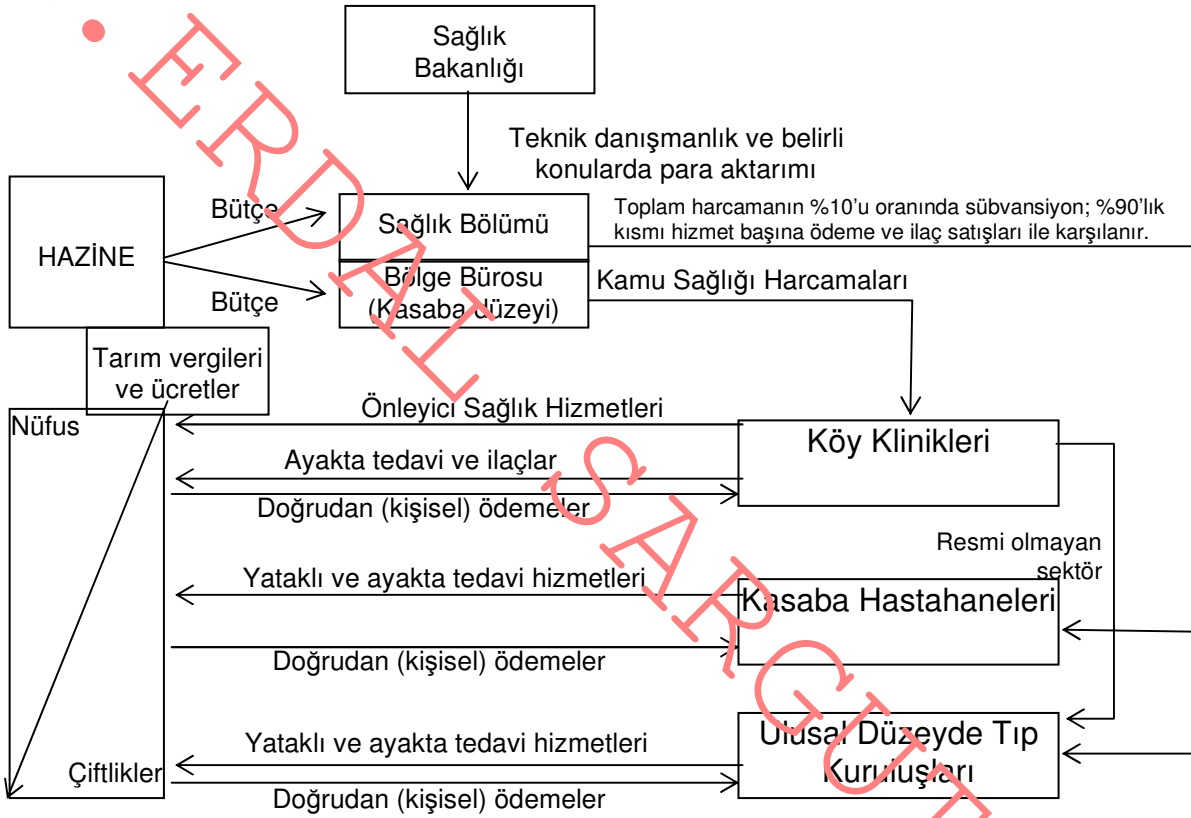 Sağlık
Bakanlığı
Teknik danışmanlık ve belirli
konularda para aktarımı
HAZİNE
Bütçe
Bütçe
Sağlık Bölümü
Bölge Bürosu
(Kasaba düzeyi)
Toplam harcamanın %10'u oranında sübvansiyon; %90'lık
kısmı hizmet başına ödeme ve ilaç satışları ile karşılanır.
Kamu Sağlığı Harcamaları
Tarım vergileri
ve ücretler
Nüfus
Önleyici Sağlık Hizmetleri
Köy Klinikleri
Ayakta tedavi ve ilaçlar
Doğrudan (kişisel) ödemeler
Resmi olmayan
sektör
Yataklı ve ayakta tedavi hizmetleri
Kasaba Hastahaneleri
Doğrudan (kişisel) ödemeler
Yataklı ve ayakta tedavi hizmetleri
Ulusal Düzeyde Tıp
Kuruluşları
Çiftlikler
Doğrudan (kişisel) ödemeler
• ERDAL SARGUT